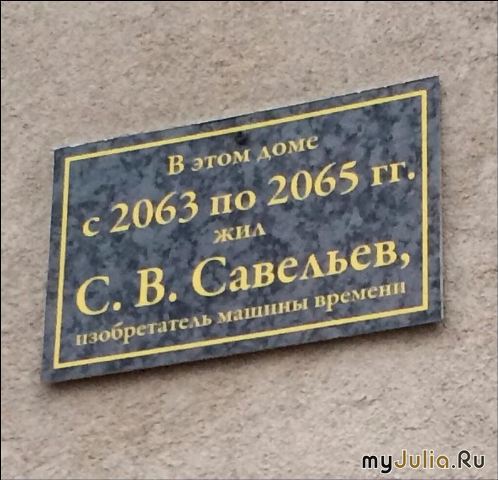 В этом доме
с 2063 по 2065 гг.
жил
С. В. Савельев,
изобретатель машины времени
myJulia.Ru